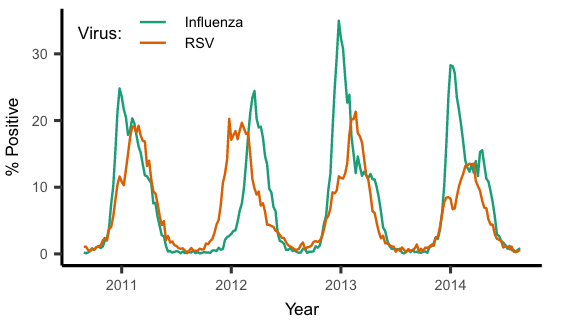 Virus:
Influenza
RSV
% Positive
30
20
10
0
2011 2012 2013 2014
Year